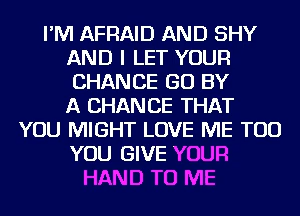 I'M AFRAID AND SHY
AND I LET YOUR
CHANCE GO BY
A CHANCE THAT
YOU MIGHT LOVE ME TOO
YOU GIVE YOUR
HAND TO ME